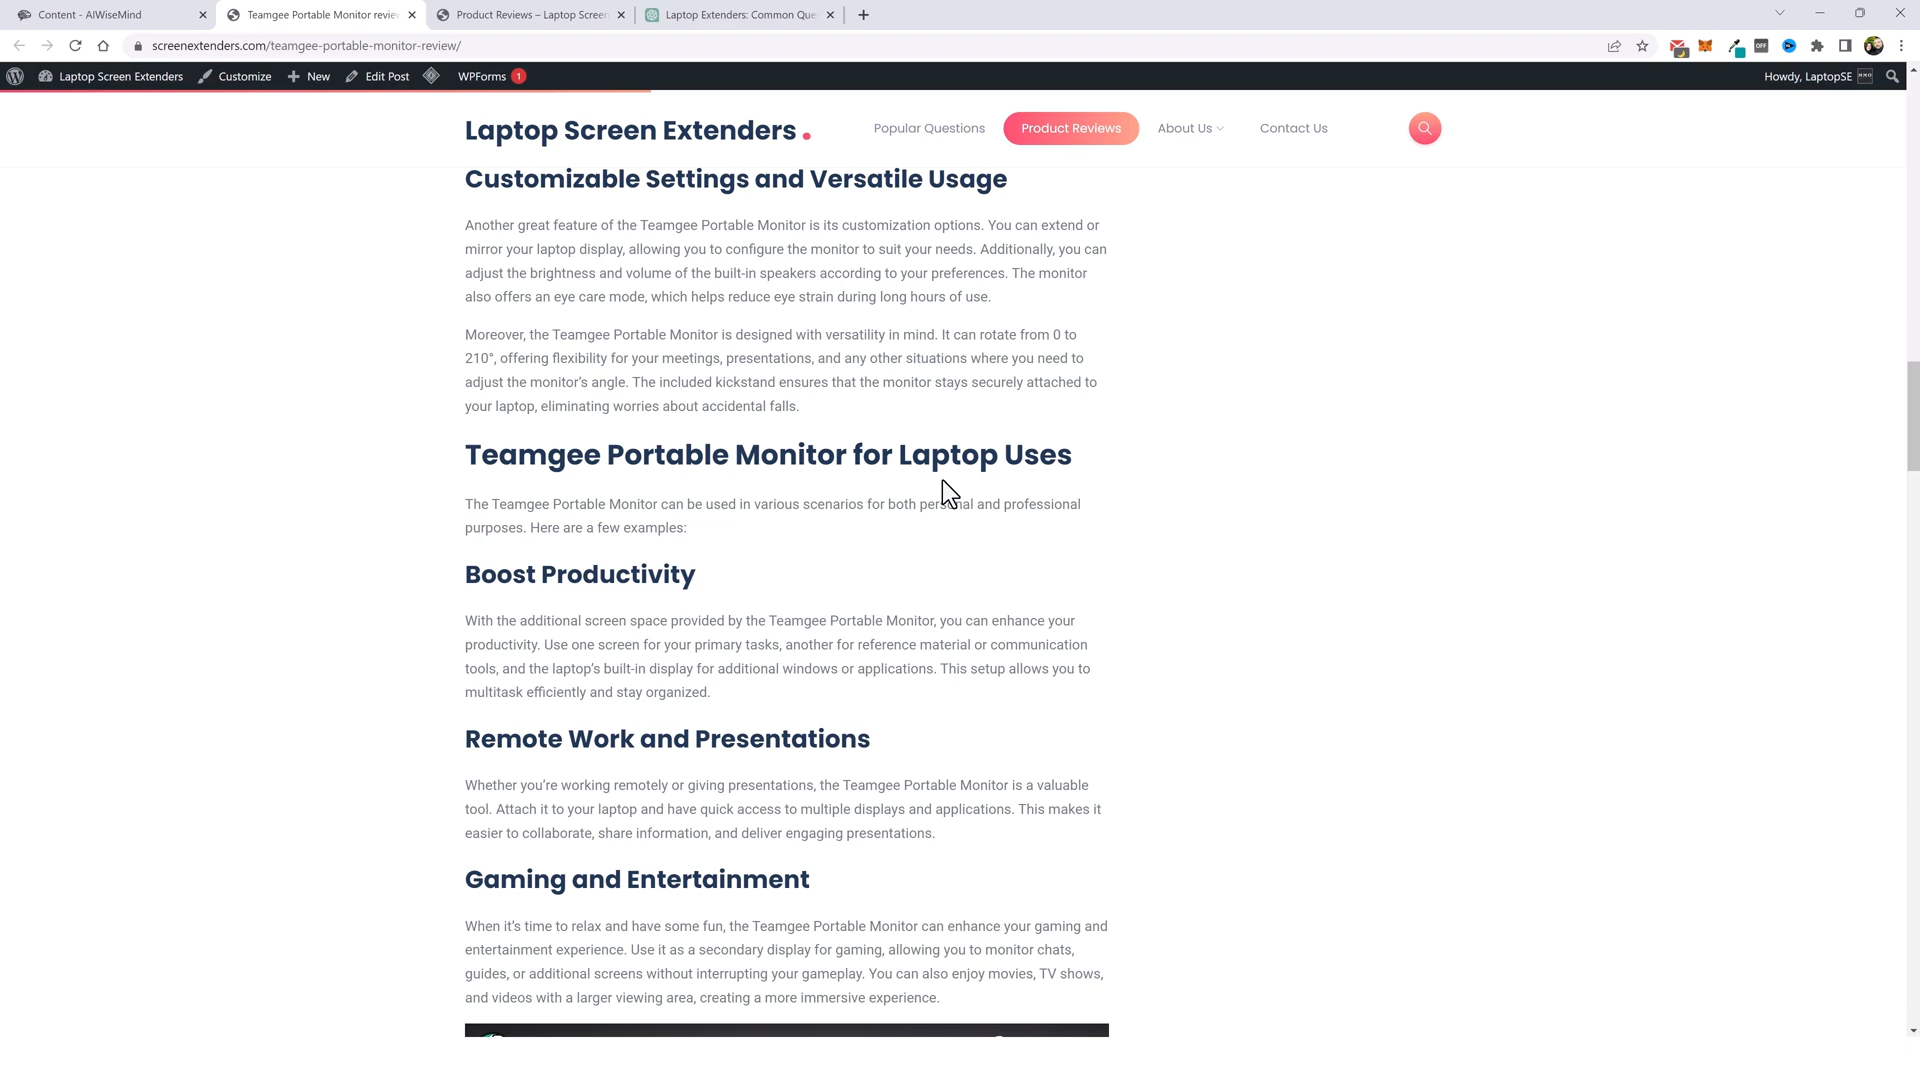 Content - AIWiseMind
Teamgee Portable Monitor review
Product Reviews – Laptop Screen
Laptop Extenders: Common Que
screenextenders.com/teamgee-portable-monitor-review/
OFF
Laptop Screen Extenders
Customize
New
Edit Post
WPForms 1
Howdy, LaptopSE
Laptop Screen Extenders.
Popular Questions
Product Reviews
About Us
Contact Us
Customizable Settings and Versatile Usage
Another great feature of the Teamgee Portable Monitor is its customization options. You can extend or
mirror your laptop display, allowing you to configure the monitor to suit your needs. Additionally, you can
adjust the brightness and volume of the built-in speakers according to your preferences. The monitor
also offers an eye care mode, which helps reduce eye strain during long hours of use.
Moreover, the Teamgee Portable Monitor is designed with versatility in mind. It can rotate from 0 to
210°, offering flexibility for your meetings, presentations, and any other situations where you need to
adjust the monitor’s angle. The included kickstand ensures that the monitor stays securely attached to
your laptop, eliminating worries about accidental falls.
Teamgee Portable Monitor for Laptop Uses
The Teamgee Portable Monitor can be used in various scenarios for both personal and professional
purposes. Here are a few examples:
Boost Productivity
With the additional screen space provided by the Teamgee Portable Monitor, you can enhance your
productivity. Use one screen for your primary tasks, another for reference material or communication
tools, and the laptop’s built-in display for additional windows or applications. This setup allows you to
multitask efficiently and stay organized.
Remote Work and Presentations
Whether you’re working remotely or giving presentations, the Teamgee Portable Monitor is a valuable
tool. Attach it to your laptop and have quick access to multiple displays and applications. This makes it
easier to collaborate, share information, and deliver engaging presentations.
Gaming and Entertainment
When it’s time to relax and have some fun, the Teamgee Portable Monitor can enhance your gaming and
entertainment experience. Use it as a secondary display for gaming, allowing you to monitor chats,
guides, or additional screens without interrupting your gameplay. You can also enjoy movies, TV shows,
and videos with a larger viewing area, creating a more immersive experience.